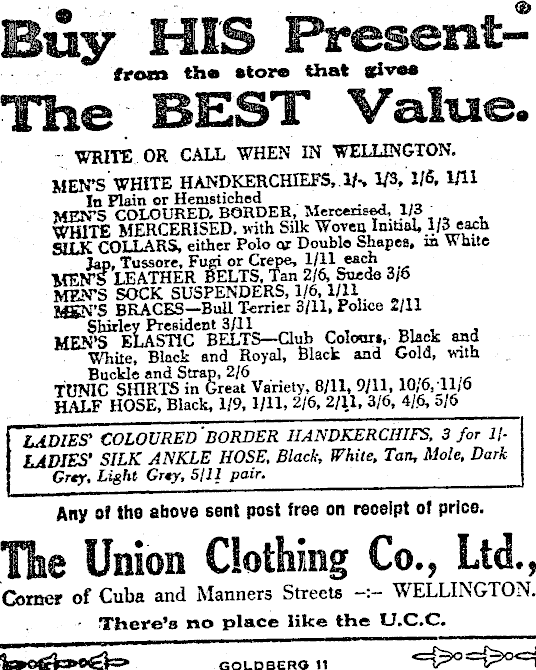 Buy HIS Present—
from the store that gives
The BEST Value.
WRITE OR CALL WHEN IN WELLINGTON.
MEN'S WHITE HANDKERCHIEFS, 1/-, 1/3, 1/6, 1/11
In Plain or Hemstiched
MEN'S COLOURED BORDER, Mercerised, 1/3
WHITE MERCERISED, with Silk Woven Initial, 1/3 each
SILK COLLARS, either Polo or Double Shapes, in White
Jap, Tussore, Fugi or Crepe, 1/11 each
MEN'S LEATHER BELTS, Tan 2/6, Suede 3/6
MEN'S SOCK SUSPENDERS, 1/6, 1/11
MEN'S BRACES—Bull Terrier 3/11, Police 2/11
Shirley President 3/11
MEN'S ELASTIC BELTS—Club Colours, Black and
White, Black and Royal, Black and Gold, with
Buckle and Strap, 2/6
TUNIC SHIRTS in Great Variety, 8/11, 9/11, 10/6, 11/6
HALF HOSE, Black, 1/9, 1/11, 2/6, 2/11, 3/6, 4/6, 5/6
LADIES' COLOURED BORDER HANDKERCHIFS, 3 for 1/-
LADIES' SILK ANKLE HOSE, Black, White, Tan, Mole, Dark
Grey, Light Grey, 5/11 pair.
Any of the above sent post free on receipt of price.
The Union Clothing Co., Ltd.,
Corner of Cuba and Manners Streets -:- WELLINGTON.
There's no place like the U.C.C.
GOLDBERG 11